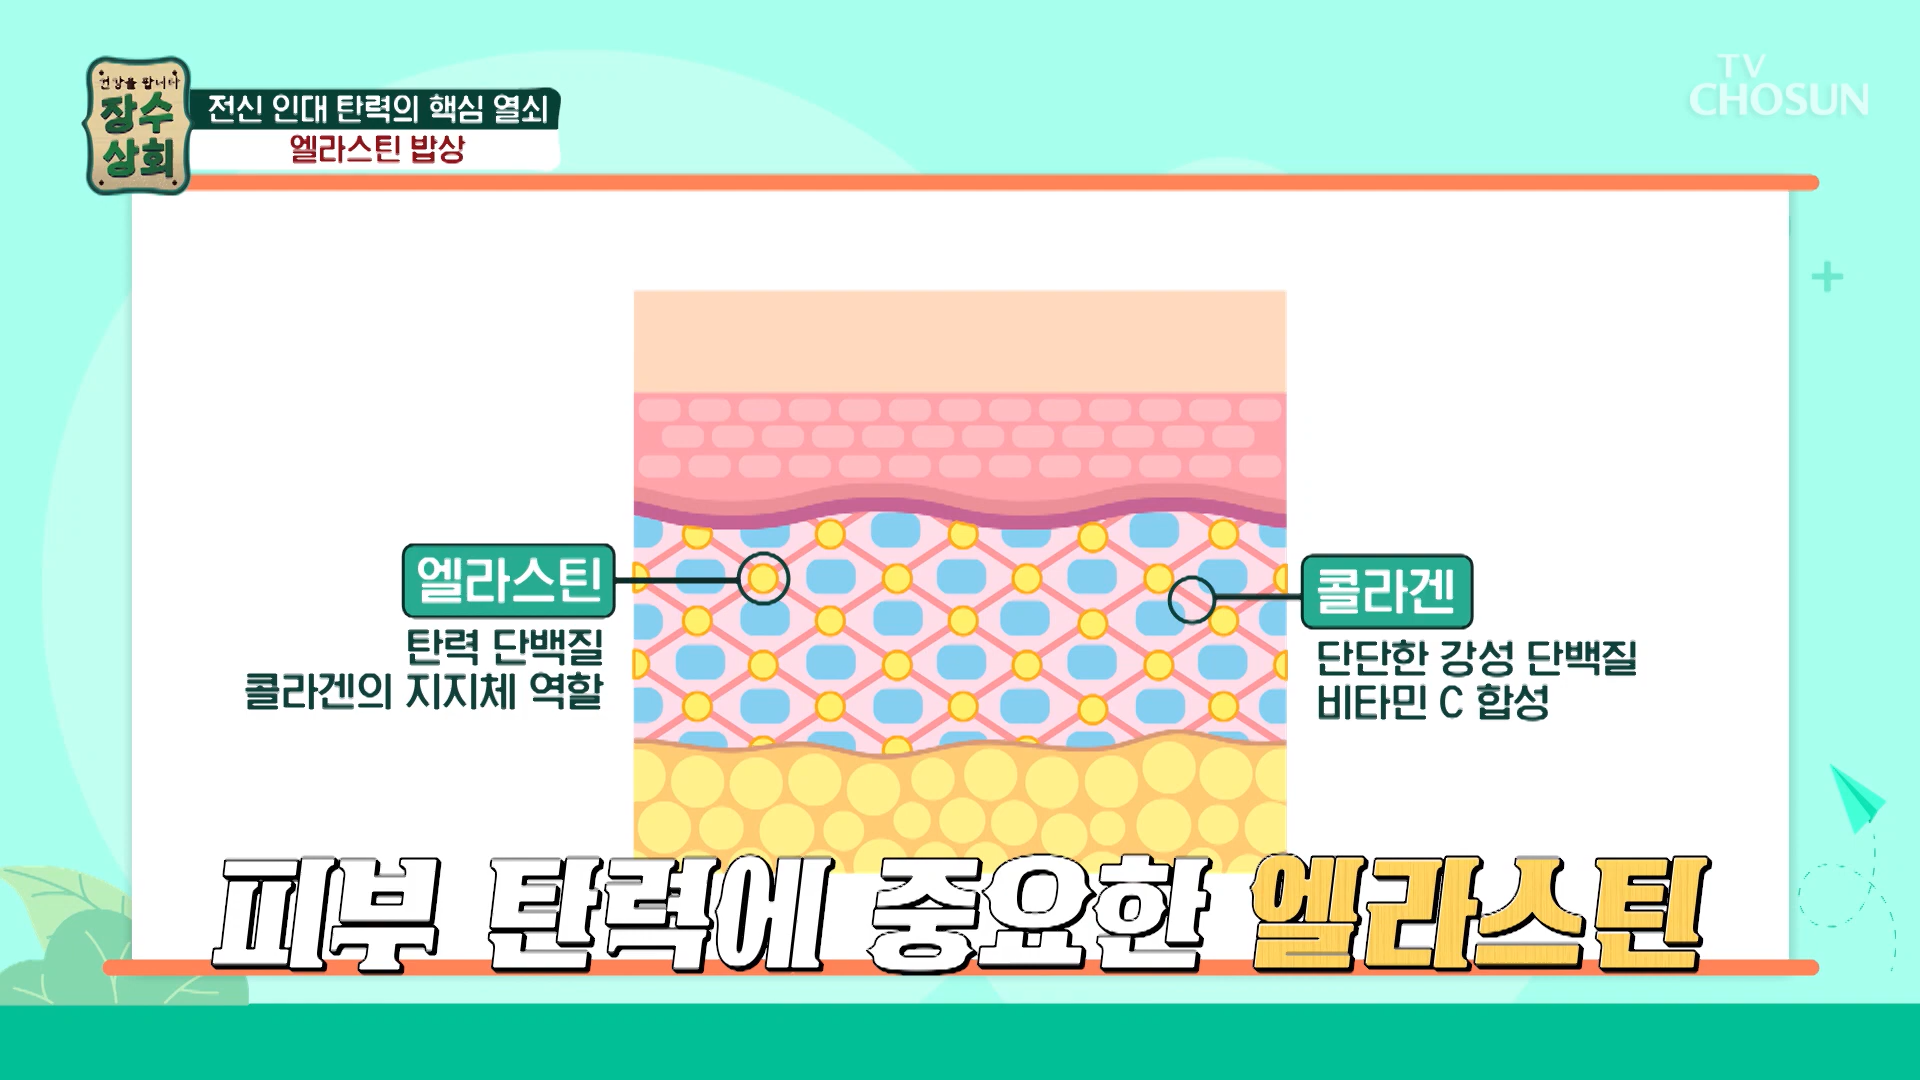 건강을 팝니다
장수
상회
전신 인대 탄력의 핵심 열쇠
엘라스틴 밥상
TV
CHOSUN
엘라스틴
탄력 단백질
콜라겐의 지지체 역할
콜라겐
단단한 강성 단백질
비타민 C 합성
피부 탄력에 중요한 엘라스틴